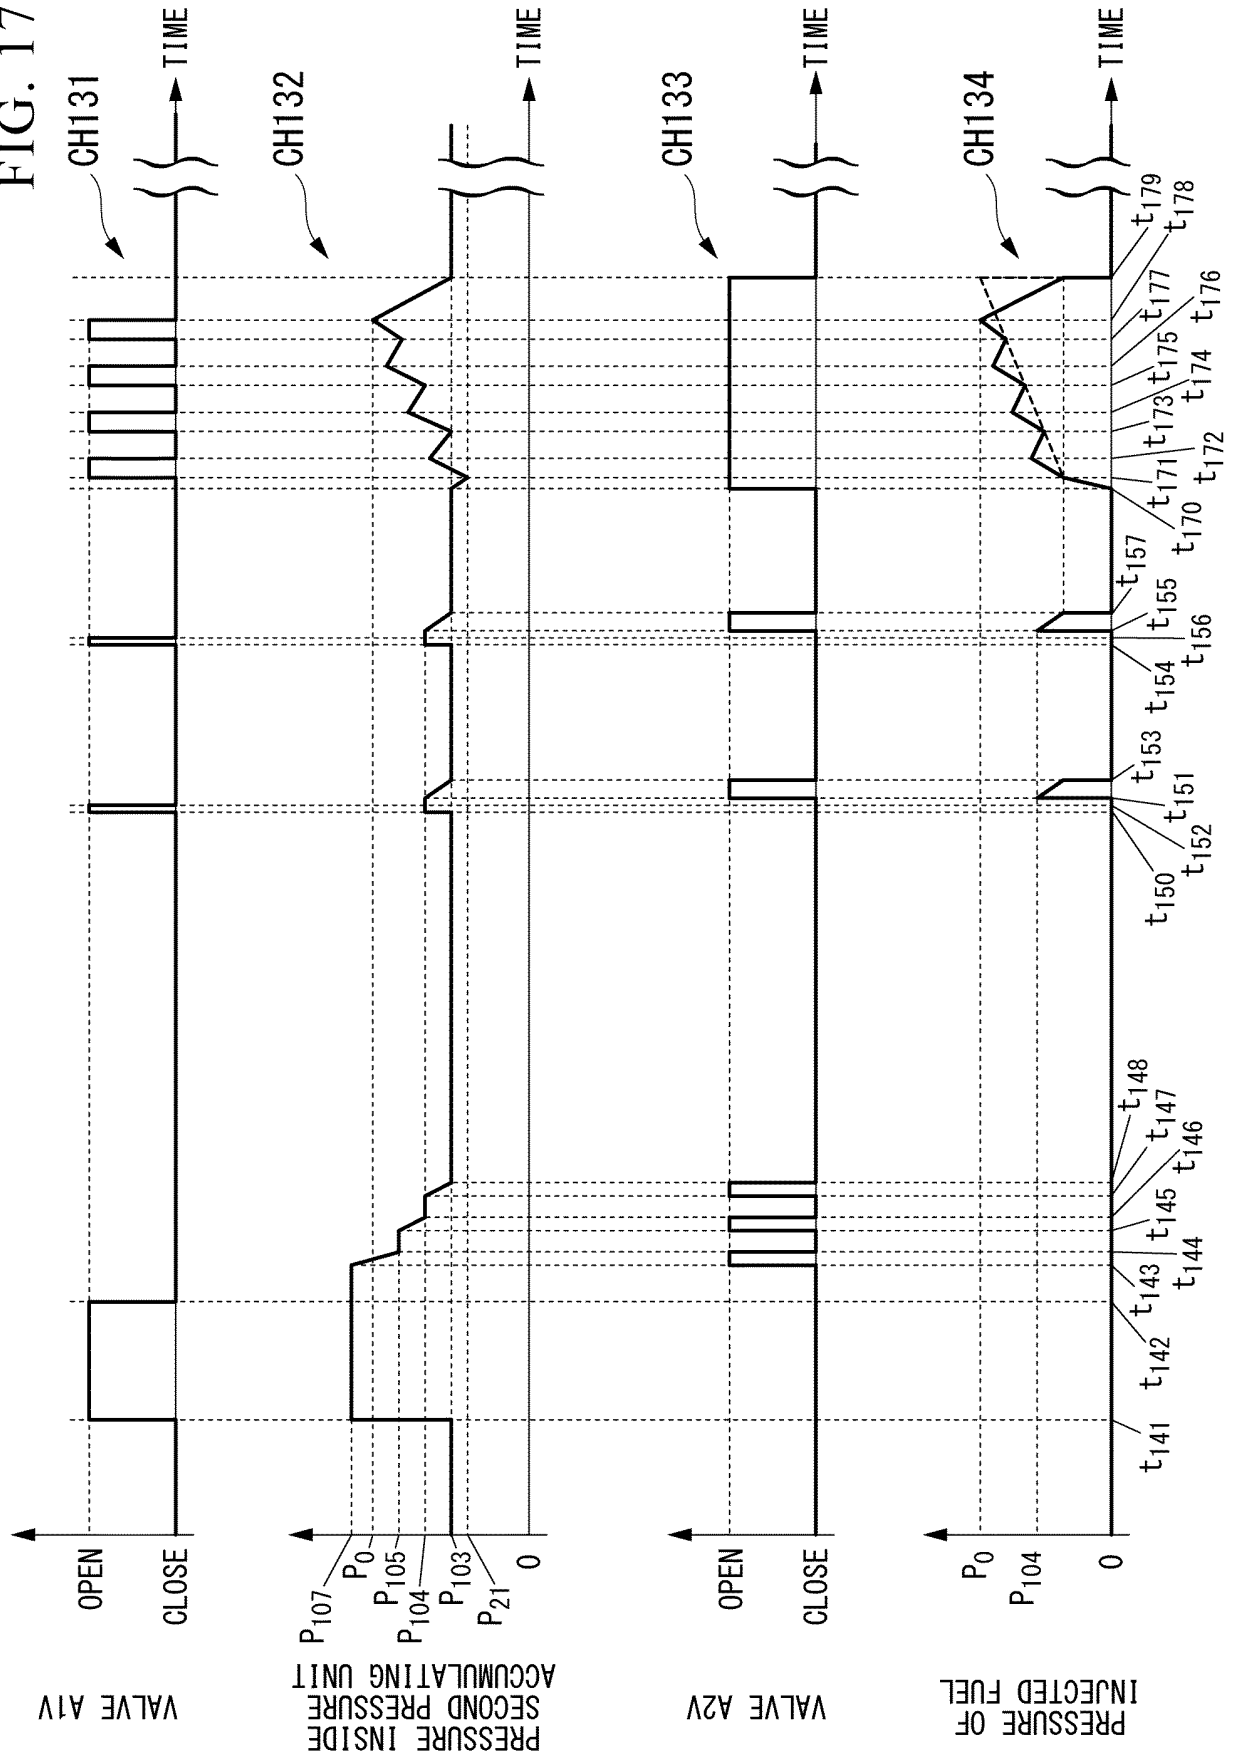 FIG. 17
VALVE A1V
OPEN
CLOSE
CH131
TIME
PRESSURE INSIDE
SECOND PRESSURE
ACCUMULATING UNIT
P107
P0
P105
P104
P103
P21
0
CH132
TIME
VALVE A2V
OPEN
CLOSE
CH133
TIME
PRESSURE OF
INJECTED FUEL
P0
P104
0
CH134
TIME
t141
t142
t143
t144
t145
t146
t147
t148
t150
t152
t151
t153
t154
t156
t155
t157
t170
t171
t172
t173
t174
t175
t176
t177
t178
t179